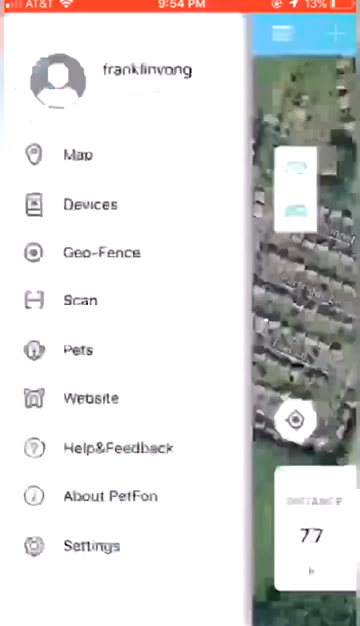 AT&T 9:54 PM 13%
franklinvong
Map
Devices
Geo-Fence
Scan
Pets
Website
Help&Feedback
About PetFon
Settings
DISTANCE
77